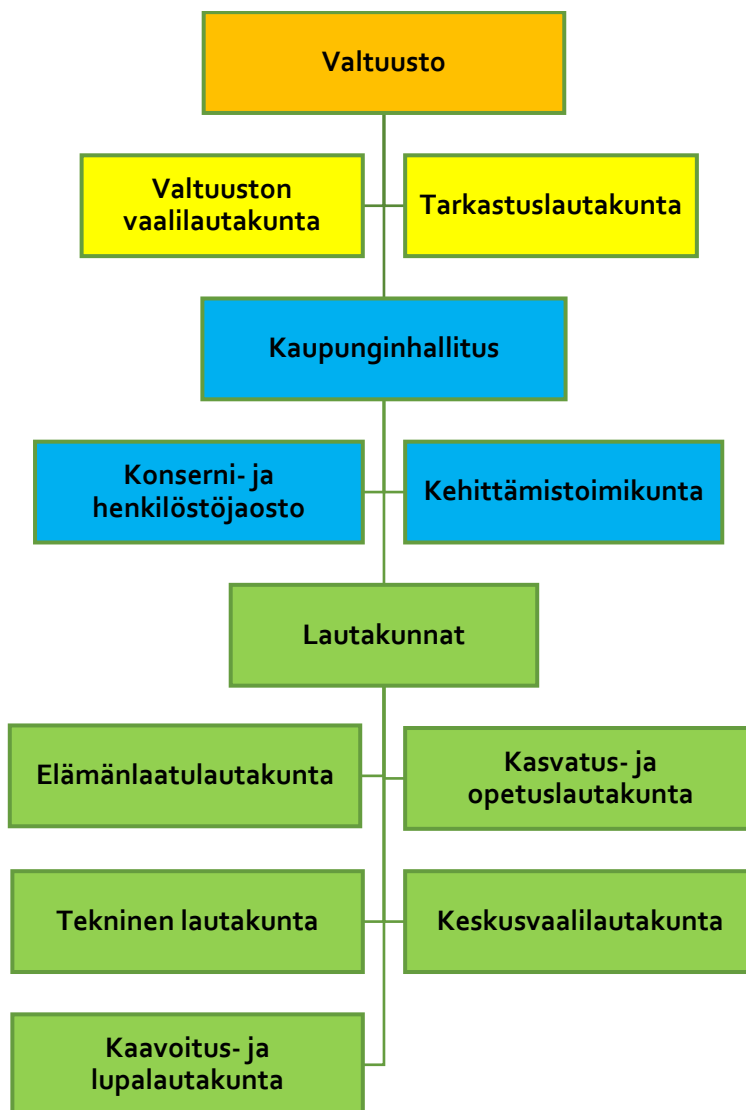 Valtuusto
Valtuuston
vaalilautakunta
Tarkastuslautakunta
Kaupunginhallitus
Konserni- ja
henkilöstöjaosto
Kehittämistoimikunta
Lautakunnat
Elämänlaatulautakunta
Kasvatus- ja
opetuslautakunta
Tekninen lautakunta
Keskusvaalilautakunta
Kaavoitus- ja
lupalautakunta